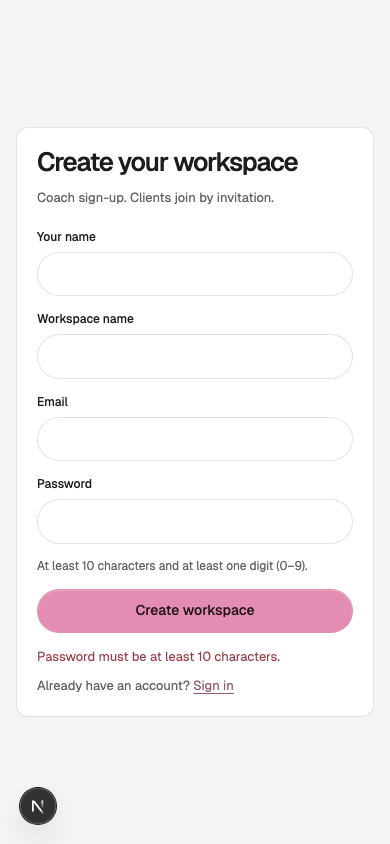 Create your workspace
Coach sign-up. Clients join by invitation.
Your name
Workspace name
Email
Password
At least 10 characters and at least one digit (0–9).
Create workspace
Password must be at least 10 characters.
Already have an account? Sign in
N